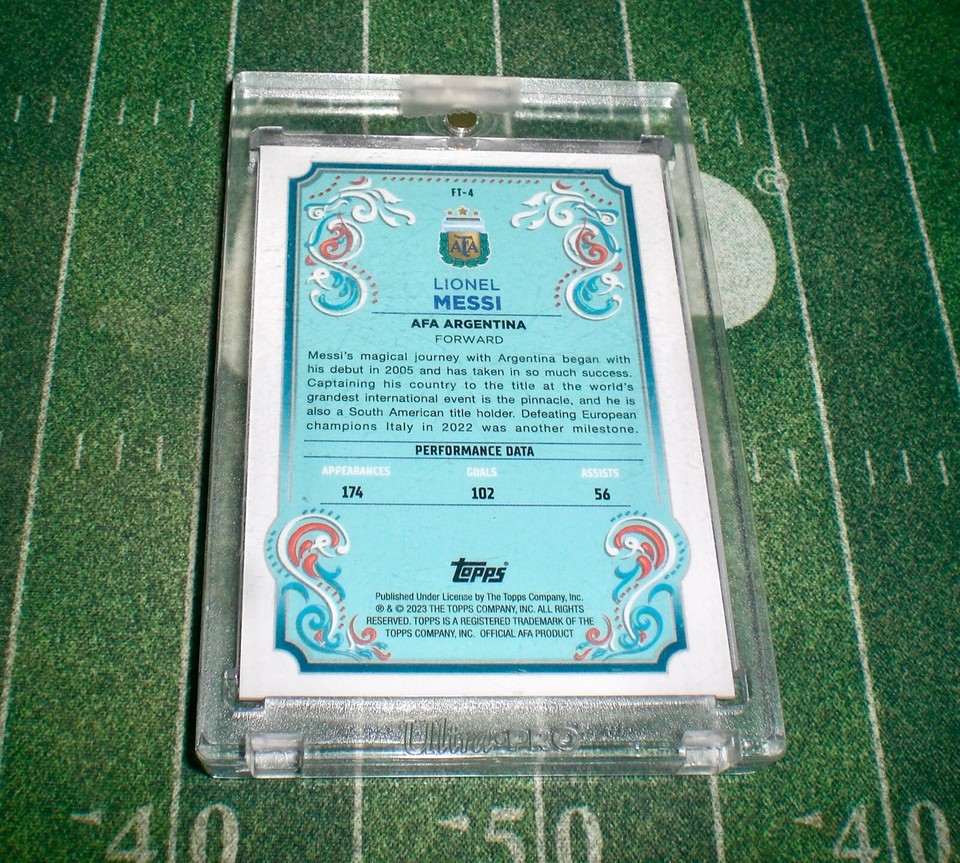 FT-4
AFA
LIONEL
MESSI
AFA ARGENTINA
FORWARD
Messi's magical journey with Argentina began with
his debut in 2005 and has taken in so much success.
Captaining his country to the title at the world's
grandest international event is the pinnacle, and he is
also a South American title holder. Defeating European
champions Italy in 2022 was another milestone.
PERFORMANCE DATA
APPEARANCES GOALS ASSISTS
174 102 56
Topps
Published Under License by The Topps Company, Inc.
® & © 2023 THE TOPPS COMPANY, INC. ALL RIGHTS
RESERVED. TOPPS IS A REGISTERED TRADEMARK OF THE
TOPPS COMPANY, INC. OFFICIAL AFA PRODUCT
Ultra PRO
40 50 40